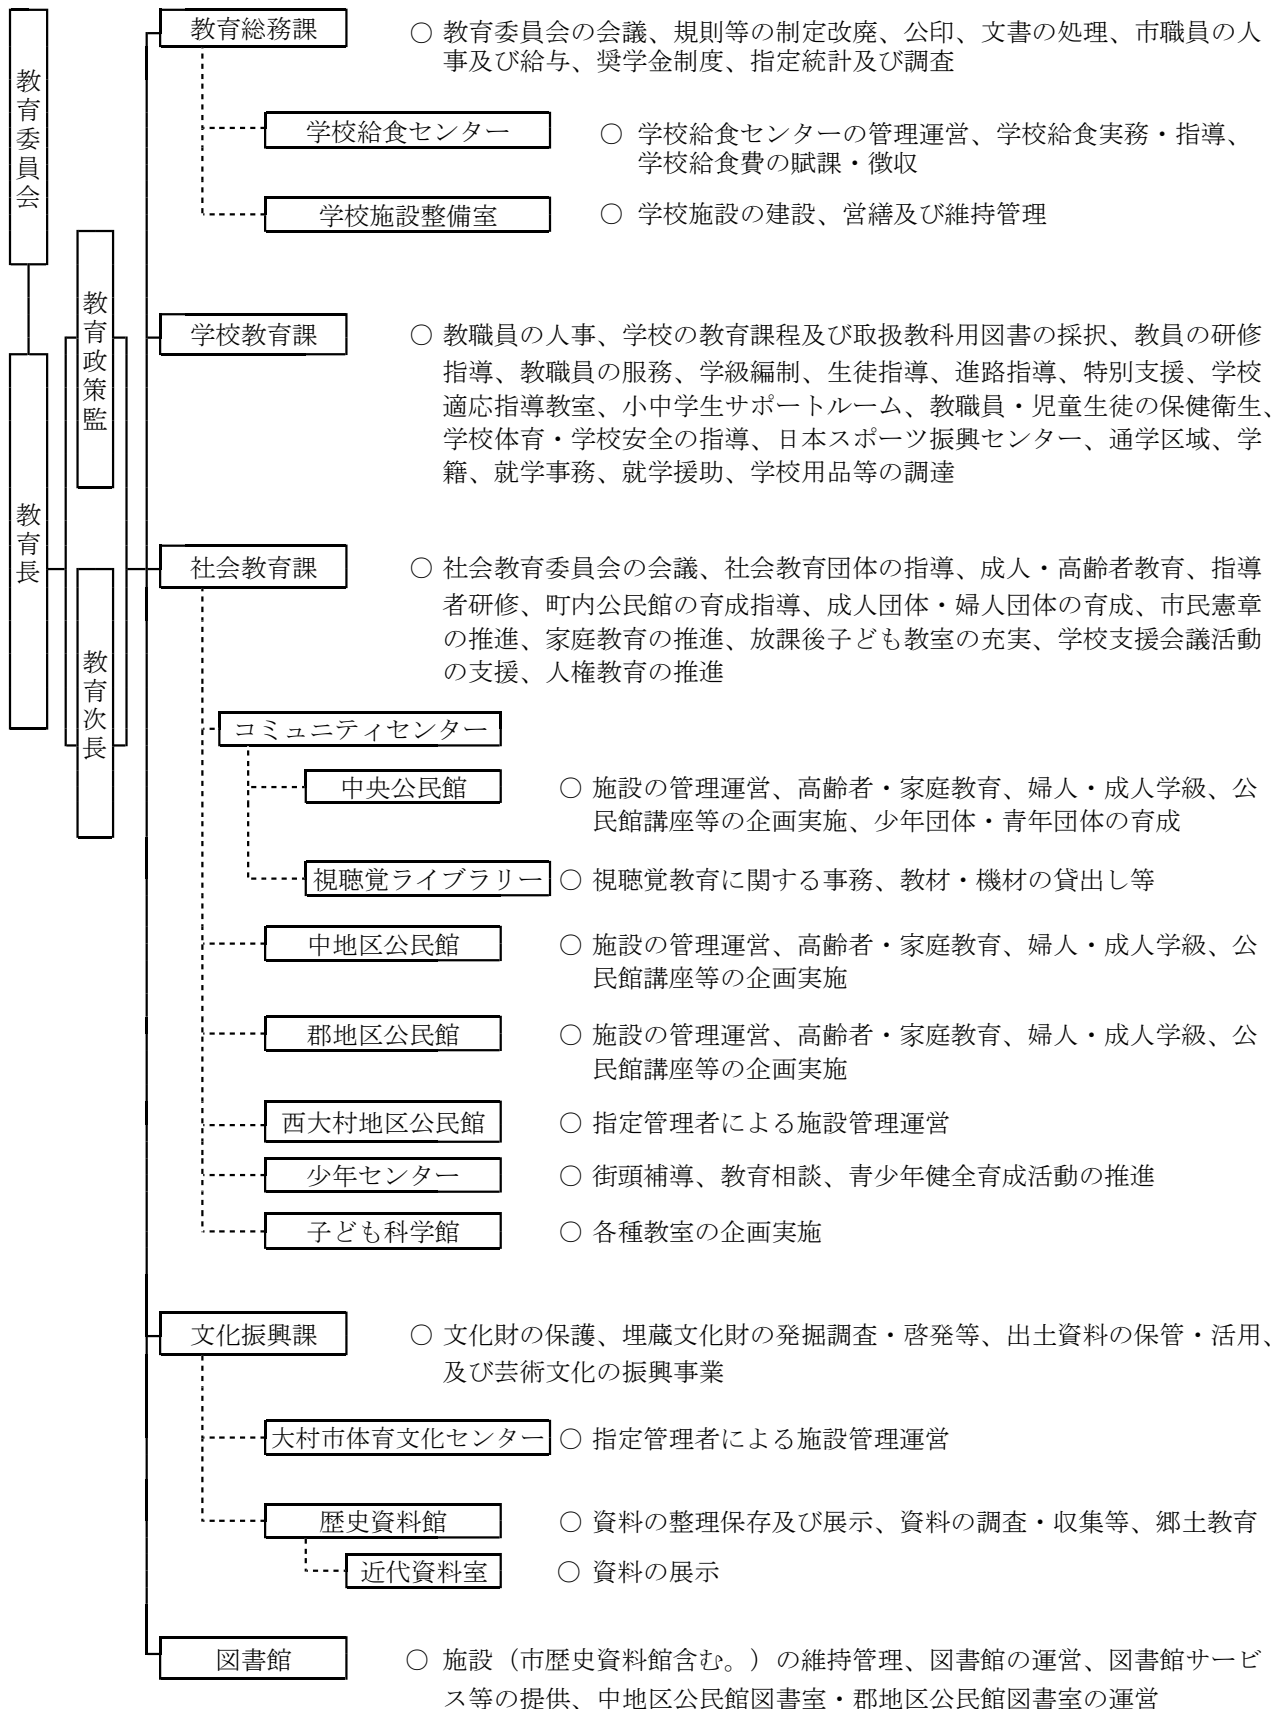 教育委員会
教育長
教育政策監
教育次長
教育総務課
○ 教育委員会の会議、規則等の制定改廃、公印、文書の処理、市職員の人
事及び給与、奨学金制度、指定統計及び調査
学校給食センター
○ 学校給食センターの管理運営、学校給食実務・指導、
学校給食費の賦課・徴収
学校施設整備室
○ 学校施設の建設、営繕及び維持管理
学校教育課
○ 教職員の人事、学校の教育課程及び取扱教科用図書の採択、教員の研修
指導、教職員の服務、学級編制、生徒指導、進路指導、特別支援、学校
適応指導教室、小中学生サポートルーム、教職員・児童生徒の保健衛生、
学校体育・学校安全の指導、日本スポーツ振興センター、通学区域、学
籍、就学事務、就学援助、学校用品等の調達
社会教育課
○ 社会教育委員会の会議、社会教育団体の指導、成人・高齢者教育、指導
者研修、町内公民館の育成指導、成人団体・婦人団体の育成、市民憲章
の推進、家庭教育の推進、放課後子ども教室の充実、学校支援会議活動
の支援、人権教育の推進
コミュニティセンター
中央公民館
○ 施設の管理運営、高齢者・家庭教育、婦人・成人学級、公
民館講座等の企画実施、少年団体・青年団体の育成
視聴覚ライブラリー
○ 視聴覚教育に関する事務、教材・機材の貸出し等
中地区公民館
○ 施設の管理運営、高齢者・家庭教育、婦人・成人学級、公
民館講座等の企画実施
郡地区公民館
○ 施設の管理運営、高齢者・家庭教育、婦人・成人学級、公
民館講座等の企画実施
西大村地区公民館
○ 指定管理者による施設管理運営
少年センター
○ 街頭補導、教育相談、青少年健全育成活動の推進
子ども科学館
○ 各種教室の企画実施
文化振興課
○ 文化財の保護、埋蔵文化財の発掘調査・啓発等、出土資料の保管・活用、
及び芸術文化の振興事業
大村市体育文化センター
○ 指定管理者による施設管理運営
歴史資料館
○ 資料の整理保存及び展示、資料の調査・収集等、郷土教育
近代資料室
○ 資料の展示
図書館
○ 施設（市歴史資料館含む。）の維持管理、図書館の運営、図書館サービ
ス等の提供、中地区公民館図書室・郡地区公民館図書室の運営